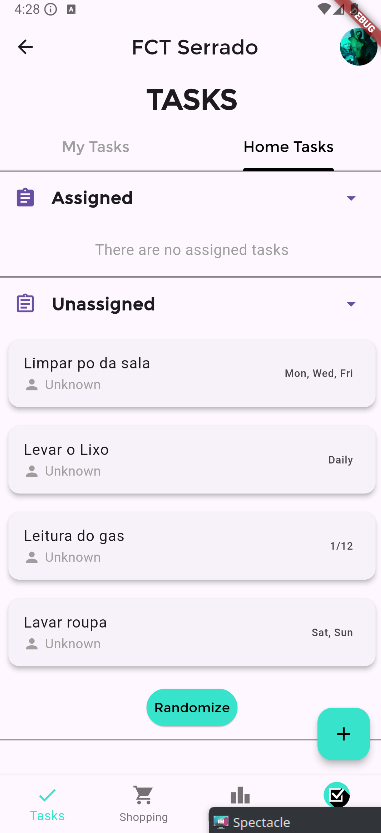 4:28
DEBUG
FCT Serrado
TASKS
My Tasks
Home Tasks
Assigned
There are no assigned tasks
Unassigned
Limpar po da sala
Unknown
Mon, Wed, Fri
Levar o Lixo
Unknown
Daily
Leitura do gas
Unknown
1/12
Lavar roupa
Unknown
Sat, Sun
Randomize
+
Tasks
Shopping
Spectacle